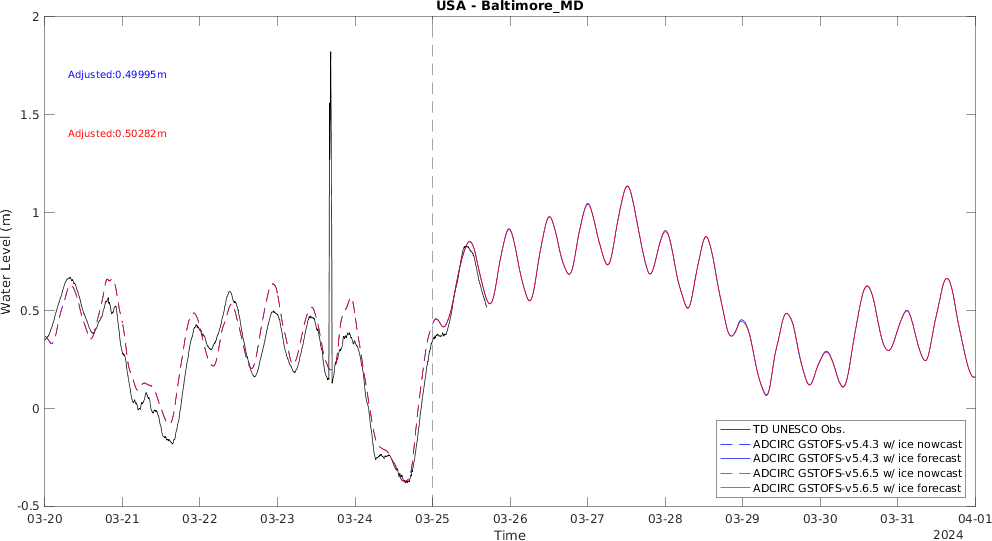 USA - Baltimore_MD
2
Adjusted:0.49995m
1.5
Adjusted:0.50282m
1
Water Level (m)
0.5
0
-0.5
TD UNESCO Obs.
ADCIRC GSTOFS-v5.4.3 w/ ice nowcast
ADCIRC GSTOFS-v5.4.3 w/ ice forecast
ADCIRC GSTOFS-v5.6.5 w/ ice nowcast
ADCIRC GSTOFS-v5.6.5 w/ ice forecast
03-20 03-21 03-22 03-23 03-24 03-25 03-26 03-27 03-28 03-29 03-30 03-31 04-01
Time
2024